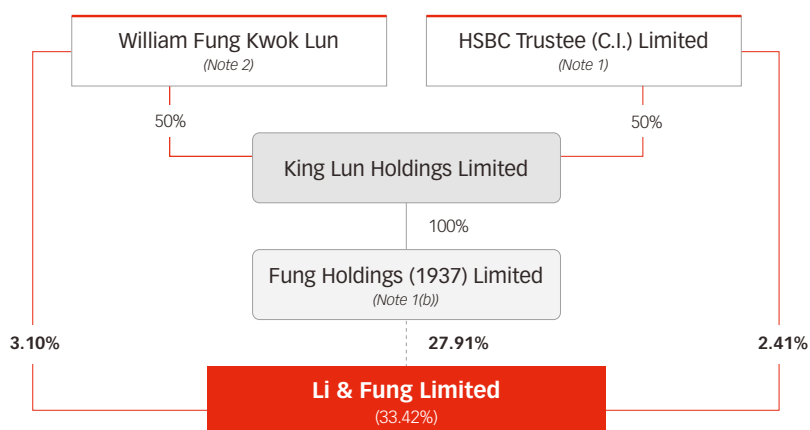 William Fung Kwok Lun
(Note 2)
HSBC Trustee (C.I.) Limited
(Note 1)
50%
50%
King Lun Holdings Limited
100%
Fung Holdings (1937) Limited
(Note 1(b))
3.10%
27.91%
2.41%
Li & Fung Limited
(33.42%)